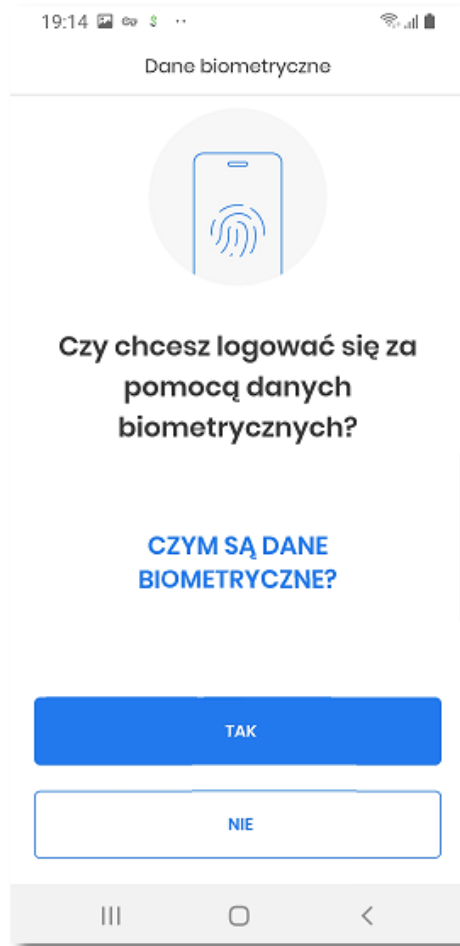 19:14
Dane biometryczne
Czy chcesz logować się za
pomocą danych
biometrycznych?
CZYM SĄ DANE
BIOMETRYCZNE?
TAK
NIE